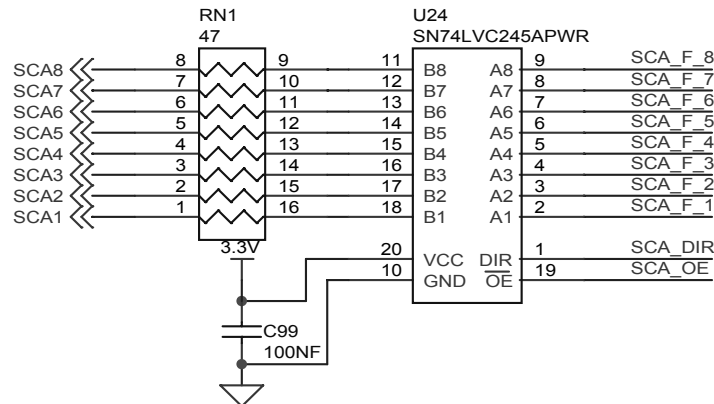 RN1 U24
47 SN74LVC245APWR
SCA8 8 9 11 B8 A8 9 SCA_F_8
SCA7 7 10 12 B7 A7 8 SCA_F_7
SCA6 6 11 13 B6 A6 7 SCA_F_6
SCA5 5 12 14 B5 A5 6 SCA_F_5
SCA4 4 13 15 B4 A4 5 SCA_F_4
SCA3 3 14 16 B3 A3 4 SCA_F_3
SCA2 2 15 17 B2 A2 3 SCA_F_2
SCA1 1 16 18 B1 A1 2 SCA_F_1
3.3V 20 VCC DIR 1 SCA_DIR
10 GND OE 19 SCA_OE
C99
100NF